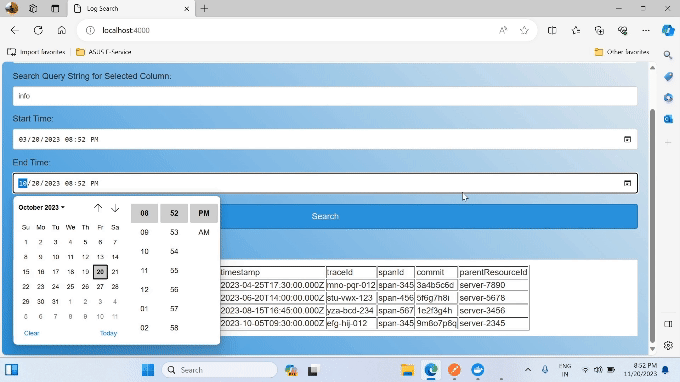 Log Search
localhost:4000
Import favorites
ASUS E-Service
Other favorites
Search Query String for Selected Column:
info
Start Time:
03/20/2023 08:52 PM
End Time:
10/20/2023 08:52 PM
October 2023
08 52 PM
Search
Su Mo Tu We Th Fr Sa
09 53 AM
1 2 3 4 5 6 7
10 54
8 9 10 11 12 13 14
11 55
15 16 17 18 19 20 21
timestamp traceId spanId commit parentResourceId
22 23 24 25 26 27 28
12 56
2023-04-25T17:30:00.000Z mno-pqr-012 span-345 3a4b5c6d server-7890
29 30 31 1 2 3 4
2023-06-20T14:00:00.000Z stu-vwx-123 span-456 5f6g7h8i server-5678
01 57
2023-08-15T16:45:00.000Z yza-bcd-234 span-567 1e2f3g4h server-3456
5 6 7 8 9 10 11
2023-10-05T09:30:00.000Z efg-hij-012 span-345 9m8o7p6q server-2345
02 58
Clear
Today
Search
ENG
IN
8:52 PM
11/20/2023